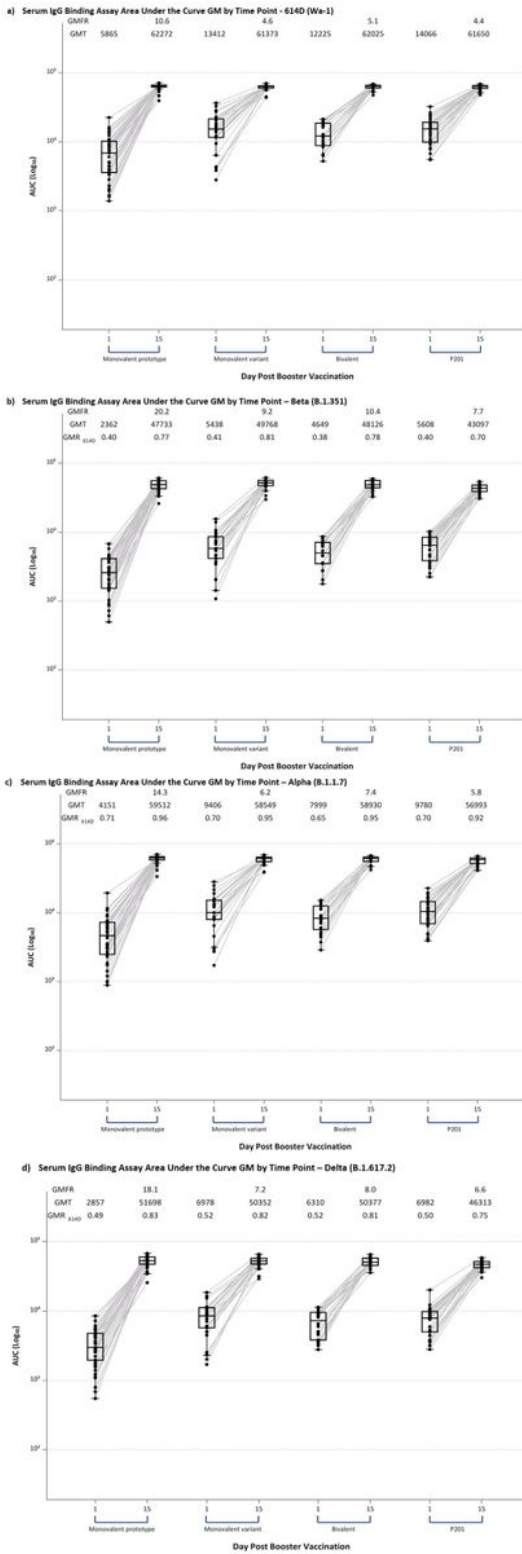 a) Serum IgG Binding Assay Area Under the Curve GM by Time Point - 614D (Wa-1)
GMFR 10.6 4.6 5.1 4.4
GMT 5865 62272 13412 61373 12225 62025 14066 61650
AUC (Log₁₀)
1 15 1 15 1 15 1 15
Monovalent prototype Monovalent variant Bivalent P201
Day Post Booster Vaccination
b) Serum IgG Binding Assay Area Under the Curve GM by Time Point – Beta (B.1.351)
GMFR 20.2 9.2 10.4 7.7
GMT 2362 47733 5438 49768 4649 48126 5608 43097
GMR 614D 0.40 0.77 0.41 0.81 0.38 0.78 0.40 0.70
AUC (Log₁₀)
1 15 1 15 1 15 1 15
Monovalent prototype Monovalent variant Bivalent P201
Day Post Booster Vaccination
c) Serum IgG Binding Assay Area Under the Curve GM by Time Point – Alpha (B.1.1.7)
GMFR 14.3 6.2 7.4 5.8
GMT 4151 59512 9406 58549 7999 58930 9780 56993
GMR 614D 0.71 0.96 0.70 0.95 0.65 0.95 0.70 0.92
AUC (Log₁₀)
1 15 1 15 1 15 1 15
Monovalent prototype Monovalent variant Bivalent P201
Day Post Booster Vaccination
d) Serum IgG Binding Assay Area Under the Curve GM by Time Point – Delta (B.1.617.2)
GMFR 18.1 7.2 8.0 6.6
GMT 2857 51698 6978 50352 6310 50377 6982 46313
GMR 614D 0.49 0.83 0.52 0.82 0.52 0.81 0.50 0.75
AUC (Log₁₀)
1 15 1 15 1 15 1 15
Monovalent prototype Monovalent variant Bivalent P201
Day Post Booster Vaccination